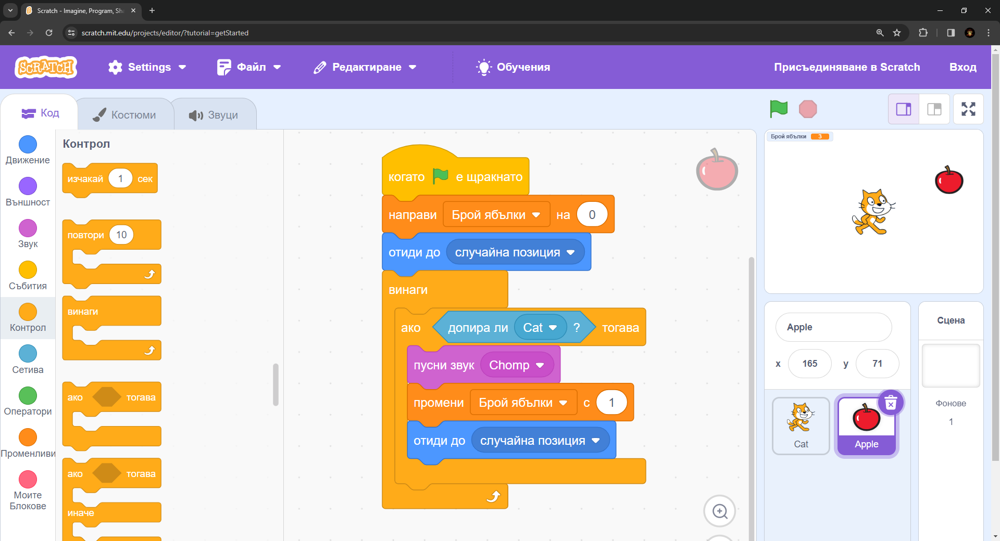 Scratch - Imagine, Program, Sh
scratch.mit.edu/projects/editor/?tutorial=getStarted
SCRATCH
Settings
Файл
Редактиране
Обучения
Присъединяване в Scratch
Вход
Код
Костюми
Звуци
Движение
Външност
Звук
Събития
Контрол
Сетива
Оператори
Променливи
Моите
Блокове
Контрол
изчакай 1 сек
повтори 10
винаги
ако тогава
ако тогава
иначе
когато е щракнато
направи Брой ябълки на 0
отиди до случайна позиция
винаги
ако допира ли Cat ? тогава
пусни звук Chomp
промени Брой ябълки с 1
отиди до случайна позиция
Брой ябълки 3
Apple
x 165 y 71
Cat
Apple
Сцена
Фонове
1